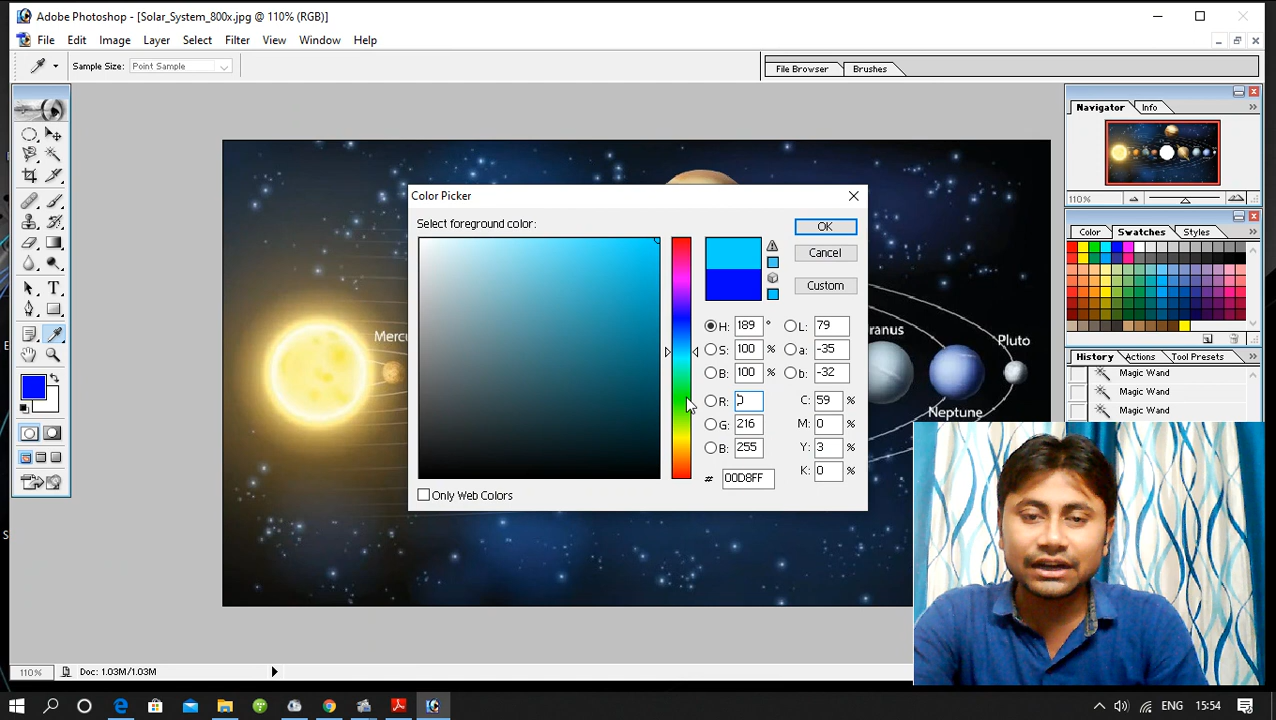 Adobe Photoshop - [Solar_System_800x.jpg @ 110% (RGB)]
File Edit Image Layer Select Filter View Window Help
Sample Size: Point Sample
File Browser Brushes
Navigator Info
110%
Color Swatches Styles
History Actions Tool Presets
Magic Wand
Magic Wand
Magic Wand
Color Picker
Select foreground color:
OK
Cancel
Custom
H: 189 °
S: 100 %
B: 100 %
R:
G: 216
B: 255
# 00D8FF
L: 79
a: -35
b: -32
C: 59 %
M: 0 %
Y: 3 %
K: 0 %
Only Web Colors
Pluto
Neptune
110% Doc: 1.03M/1.03M
ENG 15:54